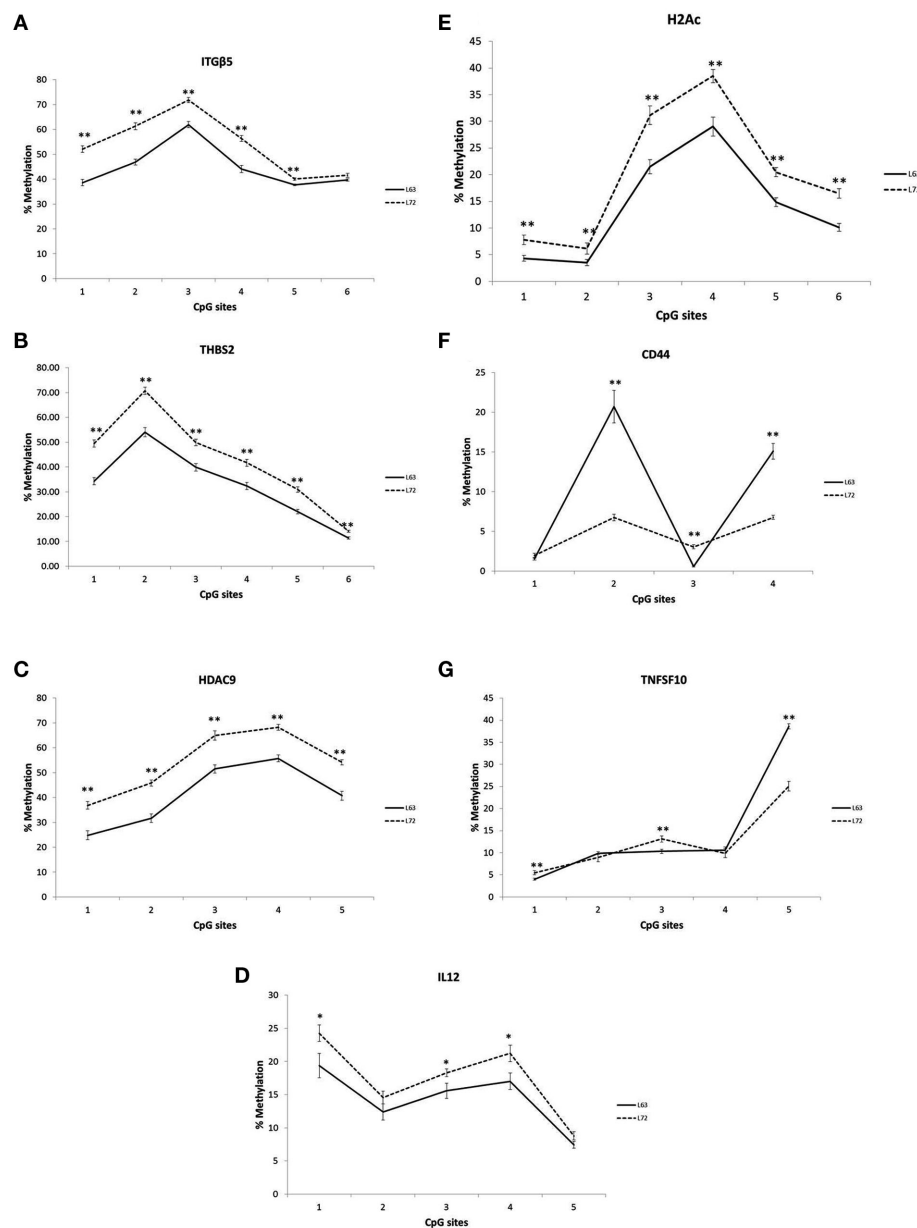 A
ITGβ5
80
70
60
50
40
30
20
10
0
% Methylation
** ** ** ** **
1 2 3 4 5 6
CpG sites
L63
L72
B
THBS2
80.00
70.00
60.00
50.00
40.00
30.00
20.00
10.00
0.00
% Methylation
** ** ** ** ** **
1 2 3 4 5 6
CpG sites
L63
L72
C
HDAC9
80
70
60
50
40
30
20
10
0
% Methylation
** ** ** ** **
1 2 3 4 5
CpG sites
L63
L72
D
IL12
30
25
20
15
10
5
0
% Methylation
* * *
1 2 3 4 5
CpG sites
L63
L72
E
H2Ac
45
40
35
30
25
20
15
10
5
0
% Methylation
** ** ** ** ** **
1 2 3 4 5 6
CpG sites
F
CD44
25
20
15
10
5
0
% Methylation
** ** **
1 2 3 4
CpG sites
L63
L72
G
TNFSF10
45
40
35
30
25
20
15
10
5
0
% Methylation
** ** **
1 2 3 4 5
CpG sites
L63
L72